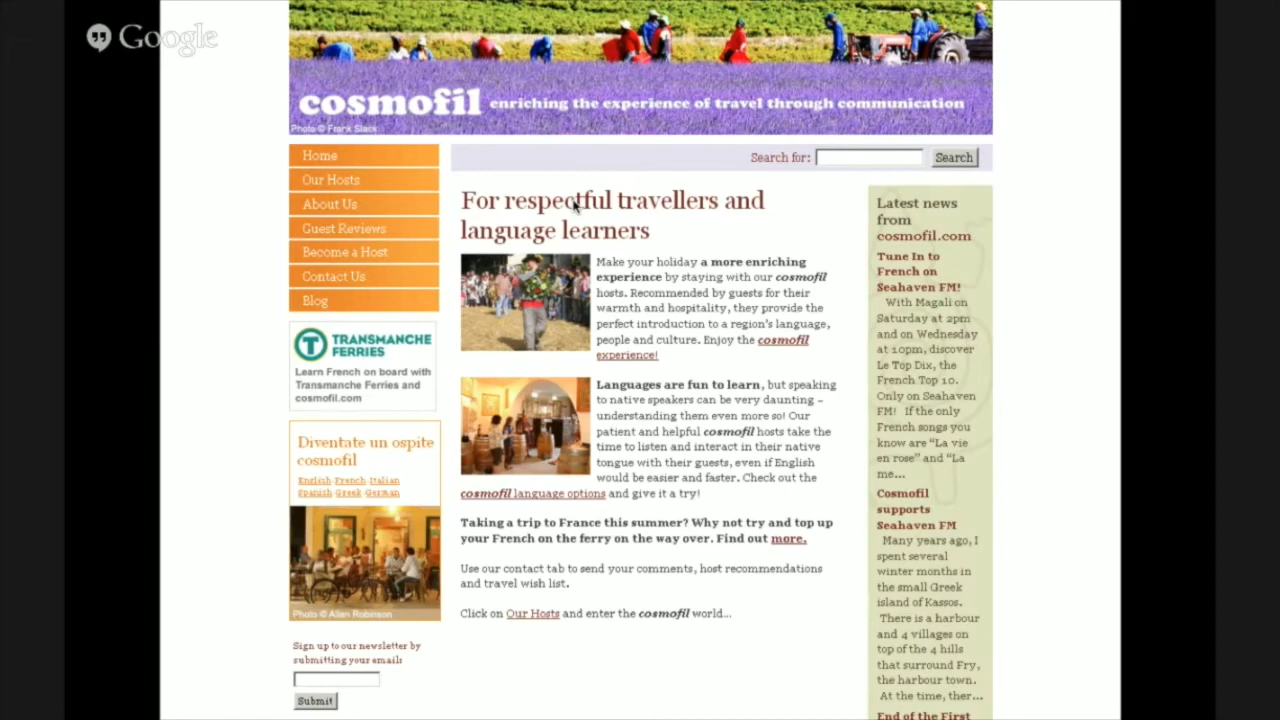 Google
cosmofil enriching the experience of travel through communication
Photo © Frank Slack
Home
Our Hosts
About Us
Guest Reviews
Become a Host
Contact Us
Blog
TRANSMANCHE
FERRIES
Learn French on board with
Transmanche Ferries and
cosmofil.com
Diventate un ospite
cosmofil
English French Italian
Spanish Greek German
Photo © Allan Robinson
Sign up to our newsletter by
submitting your emails
Submit
Search for:
Search
For respectful travellers and
language learners
Make your holiday a more enriching
experience by staying with our cosmofil
hosts. Recommended by guests for their
warmth and hospitality, they provide the
perfect introduction to a region's language,
people and culture. Enjoy the cosmofil
experience!
Languages are fun to learn, but speaking
to native speakers can be very daunting –
understanding them even more so! Our
patient and helpful cosmofil hosts take the
time to listen and interact in their native
tongue with their guests, even if English
would be easier and faster. Check out the
cosmofil language options and give it a try!
Taking a trip to France this summer? Why not try and top up
your French on the ferry on the way over. Find out more.
Use our contact tab to send your comments, host recommendations
and travel wish list.
Click on Our Hosts and enter the cosmofil world...
Latest news
from
cosmofil.com
Tune In to
French on
Seahaven FM!
With Magali on
Saturday at 2pm
and on Wednesday
at 10pm, discover
Le Top Dix, the
French Top 10.
Only on Seahaven
FM! If the only
French songs you
know are “La vie
en rose” and “La
me...
Cosmofil
supports
Seahaven FM
Many years ago, I
spent several
winter months in
the small Greek
island of Kassos.
There is a harbour
and 4 villages on
top of the 4 hills
that surround Fry,
the harbour town.
At the time, ther...
End of the First